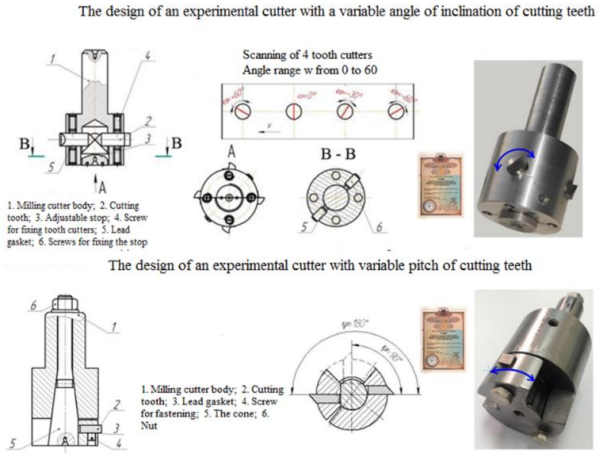 The design of an experimental cutter with a variable angle of inclination of cutting teeth
1
4
Scanning of 4 tooth cutters
Angle range w from 0 to 60
B
B
2
3
5
A
A
A
v
A
B - B
5
6
1. Milling cutter body; 2. Cutting
tooth; 3. Adjustable stop; 4. Screw
for fixing tooth cutters; 5. Lead
gasket; 6. Screws for fixing the stop
The design of an experimental cutter with variable pitch of cutting teeth
6
1
ψ=180°
1. Milling cutter body; 2. Cutting
tooth; 3. Lead gasket; 4. Screw
for fastening; 5. The cone; 6.
Nut
2
3
4
5
A